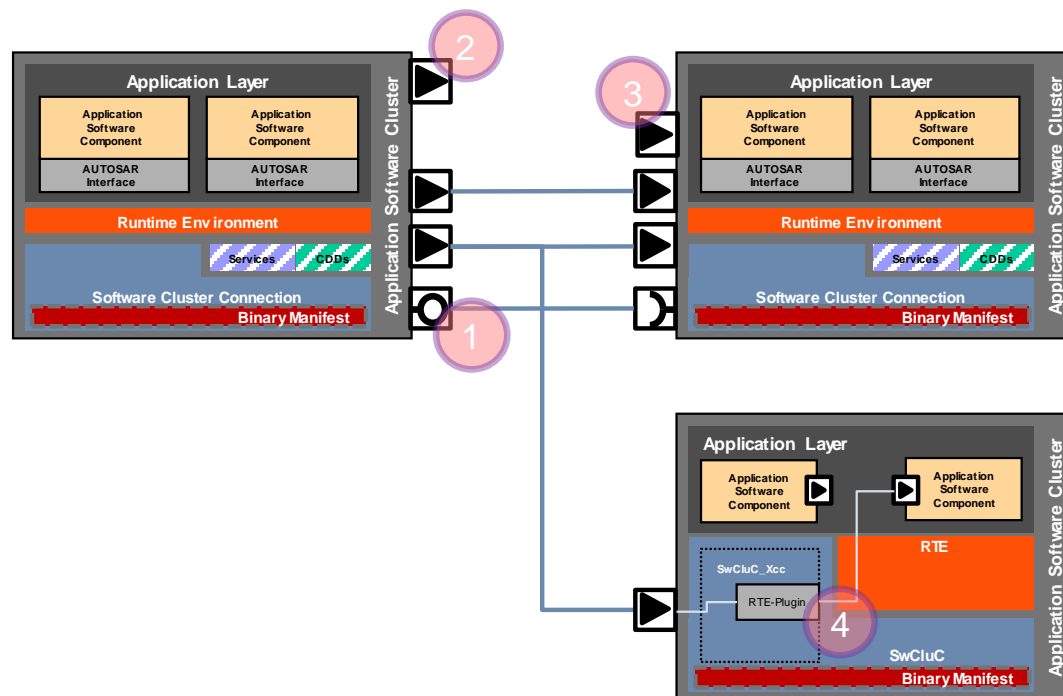 2
Application Layer
Application
Software
Component
AUTOSAR
Interface
Application
Software
Component
AUTOSAR
Interface
Runtime Environment
Services
CDDs
Software Cluster Connection
Binary Manifest
Application Software Cluster
1
3
Application Layer
Application
Software
Component
AUTOSAR
Interface
Application
Software
Component
AUTOSAR
Interface
Runtime Environment
Services
CDDs
Software Cluster Connection
Binary Manifest
Application Software Cluster
Application Layer
Application
Software
Component
Application
Software
Component
RTE
SwCluC_Xcc
RTE-Plugin
4
SwCluC
Binary Manifest
Application Software Cluster